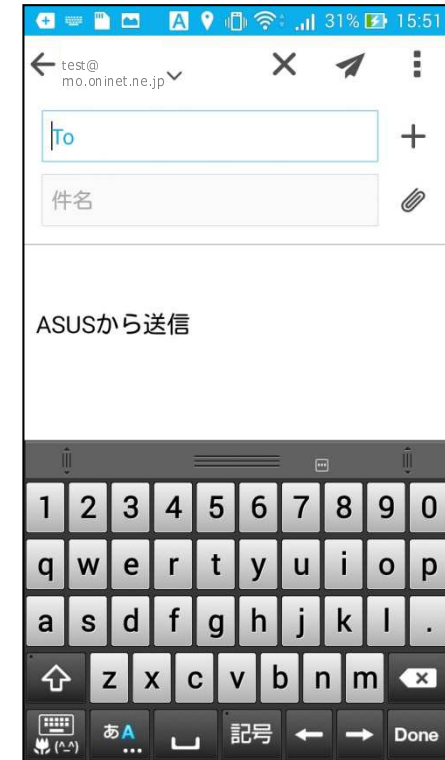 A 31% 15:51
test@
mo.oninet.ne.jp
To
件名
ASUSから送信
1 2 3 4 5 6 7 8 9 0
q w e r t y u i o p
a s d f g h j k l .
z x c v b n m
(^_^) あA ... 記号 Done